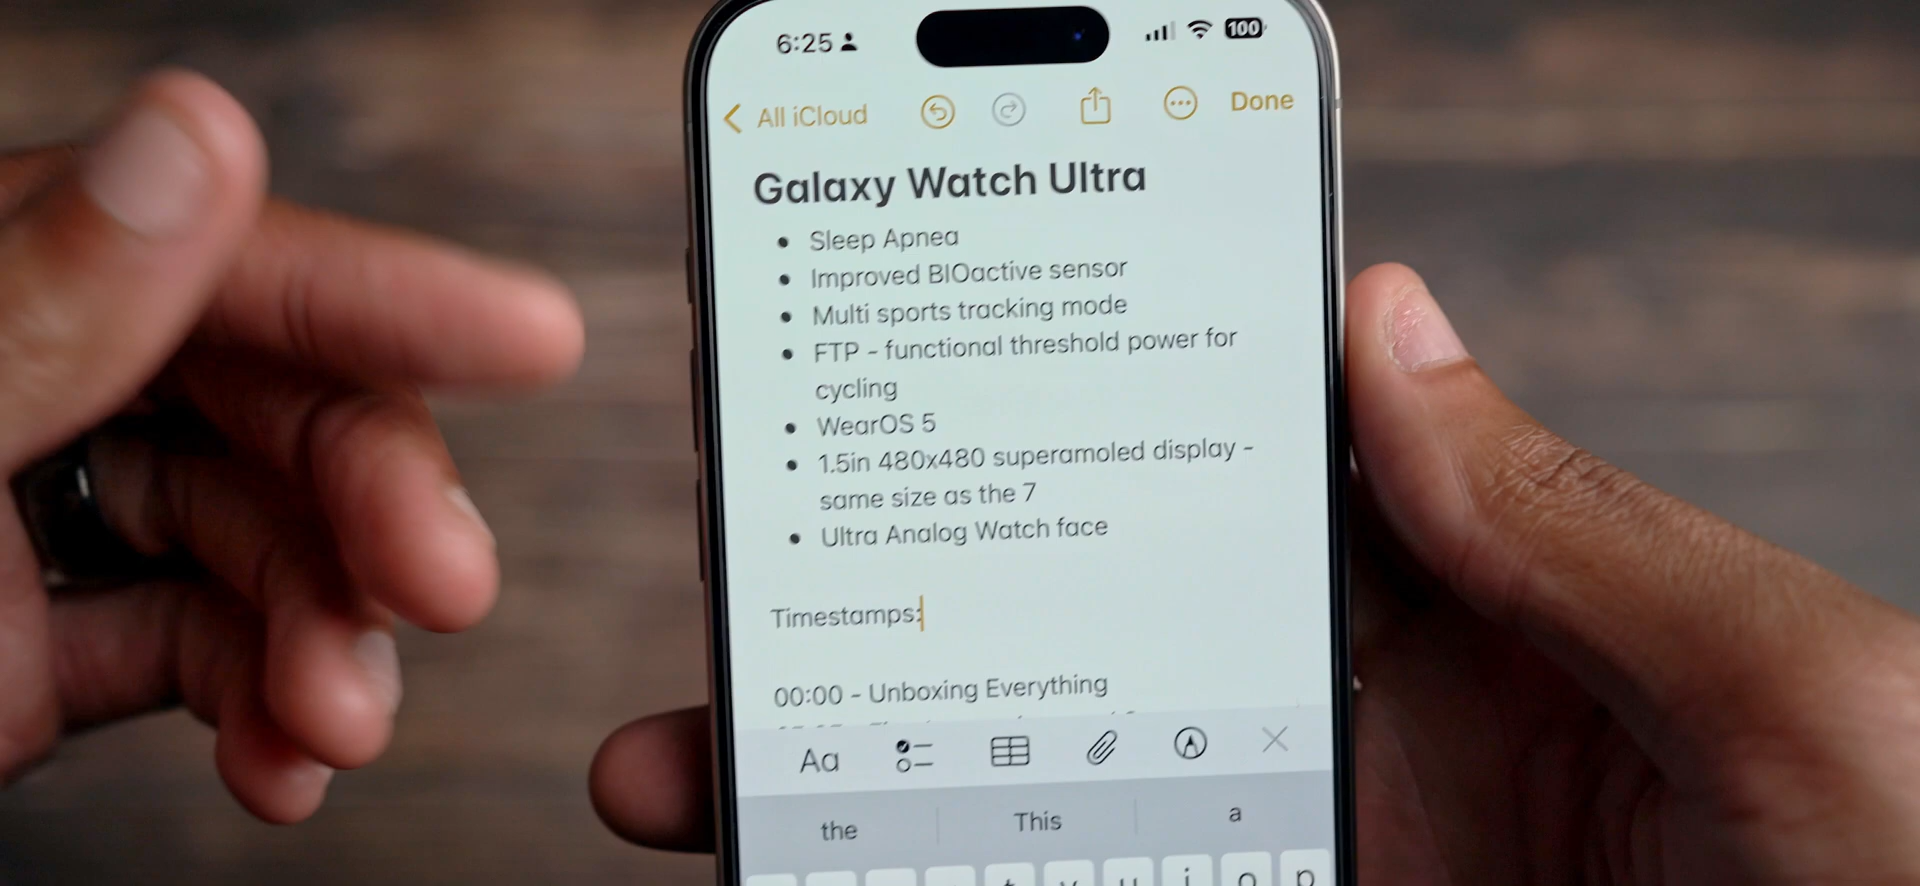 6:25 100
All iCloud Done
Galaxy Watch Ultra
• Sleep Apnea
• Improved BIOactive sensor
• Multi sports tracking mode
• FTP - functional threshold power for
cycling
• WearOS 5
• 1.5in 480x480 superamoled display -
same size as the 7
• Ultra Analog Watch face
Timestamps:
00:00 - Unboxing Everything
Aa
the This a
t y u i o p